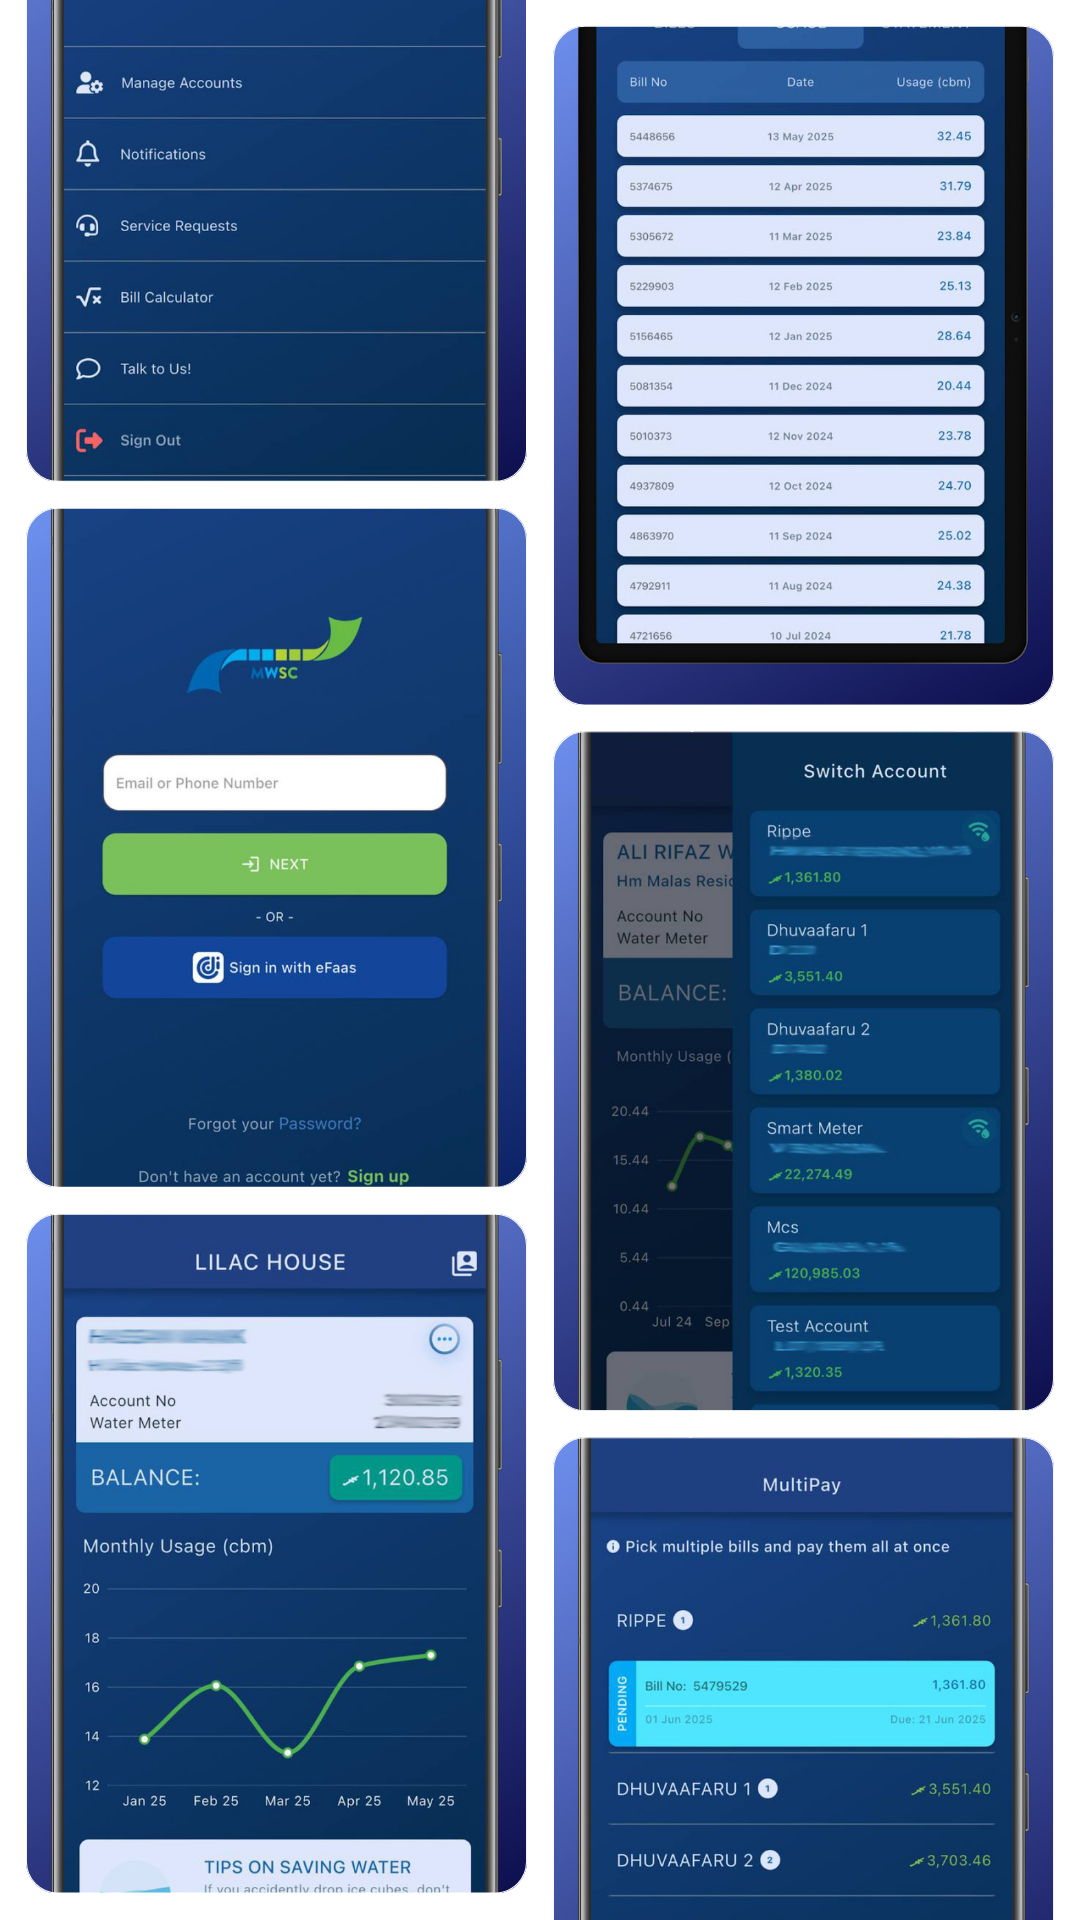 Manage Accounts
Notifications
Service Requests
Bill Calculator
Talk to Us!
Sign Out
MWSC
Email or Phone Number
NEXT
- OR -
Sign in with eFaas
Forgot your Password?
Don't have an account yet? Sign up
LILAC HOUSE
Account No
Water Meter
BALANCE:
1,120.85
Monthly Usage (cbm)
20
18
16
14
12
Jan 25 Feb 25 Mar 25 Apr 25 May 25
TIPS ON SAVING WATER
If you accidently drop ice cubes, don't
Bill No Date Usage (cbm)
5448656 13 May 2025 32.45
5374675 12 Apr 2025 31.79
5305672 11 Mar 2025 23.84
5229903 12 Feb 2025 25.13
5156465 12 Jan 2025 28.64
5081354 11 Dec 2024 20.44
5010373 12 Nov 2024 23.78
4937809 12 Oct 2024 24.70
4863970 11 Sep 2024 25.02
4792911 11 Aug 2024 24.38
4721656 10 Jul 2024 21.78
Switch Account
ALI RIFAZ W
Hm Malas Resid
Account No
Water Meter
BALANCE:
Monthly Usage (
20.44
15.44
10.44
5.44
0.44
Jul 24 Sep
Rippe
1,361.80
Dhuvaafaru 1
3,551.40
Dhuvaafaru 2
1,380.02
Smart Meter
22,274.49
Mcs
120,985.03
Test Account
1,320.35
MultiPay
Pick multiple bills and pay them all at once
RIPPE 1 1,361.80
PENDING
Bill No: 5479529 1,361.80
01 Jun 2025 Due: 21 Jun 2025
DHUVAAFARU 1 1 3,551.40
DHUVAAFARU 2 2 3,703.46